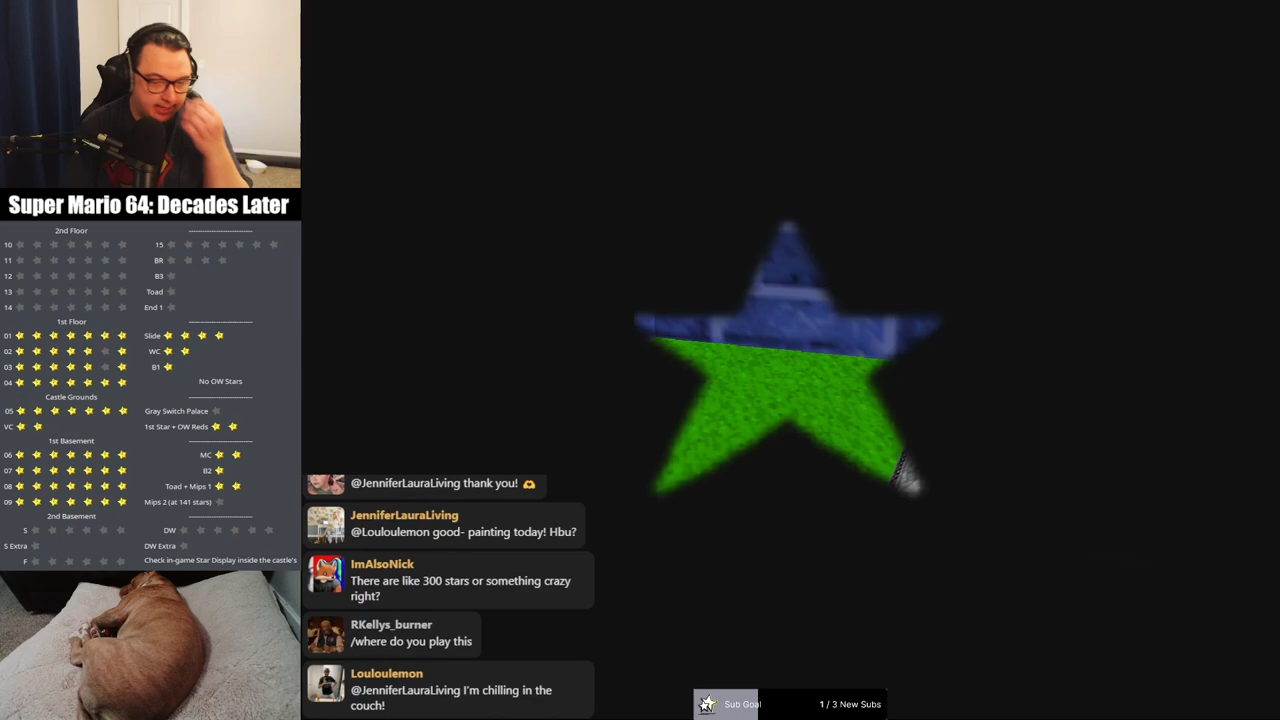 Super Mario 64: Decades Later
2nd Floor
10
15
11
BR
12
B3
13
Toad
14
End 1
1st Floor
01
Slide
02
WC
03
B1
04
No OW Stars
Castle Grounds
05
Gray Switch Palace
VC
1st Star + OW Reds
1st Basement
06
MC
07
B2
08
Toad + Mips 1
09
Mips 2 (at 141 stars)
2nd Basement
S
DW
S Extra
DW Extra
F
Check in-game Star Display inside the castle's
@JenniferLauraLiving thank you! 🫶
JenniferLauraLiving
@Louloulemon good- painting today! Hbu?
ImAlsoNick
There are like 300 stars or something crazy
right?
RKellys_burner
/where do you play this
Louloulemon
@JenniferLauraLiving I'm chilling in the
couch!
Sub Goal
1 / 3 New Subs